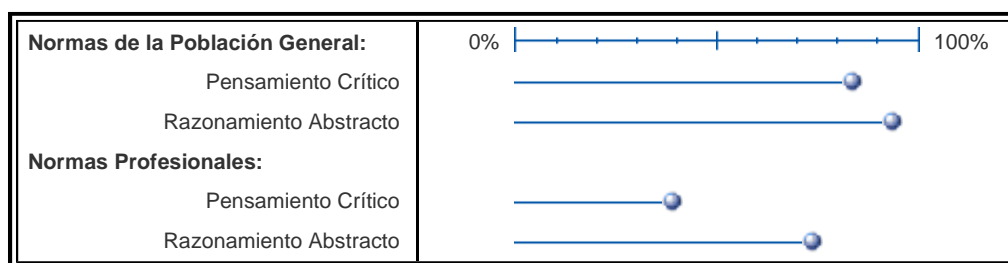 Normas de la Población General: 0% 100%
Pensamiento Crítico
Razonamiento Abstracto
Normas Profesionales:
Pensamiento Crítico
Razonamiento Abstracto